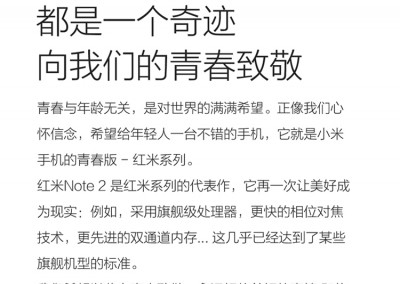 都是一个奇迹
向我们的青春致敬
青春与年龄无关，是对世界的满满希望。正像我们心
怀信念，希望给年轻人一台不错的手机，它就是小米
手机的青春版 – 红米系列。
红米Note 2 是红米系列的代表作，它再一次让美好成
为现实：例如，采用旗舰级处理器，更快的相位对焦
技术，更先进的双通道内存... 这几乎已经达到了某些
旗舰机型的标准。